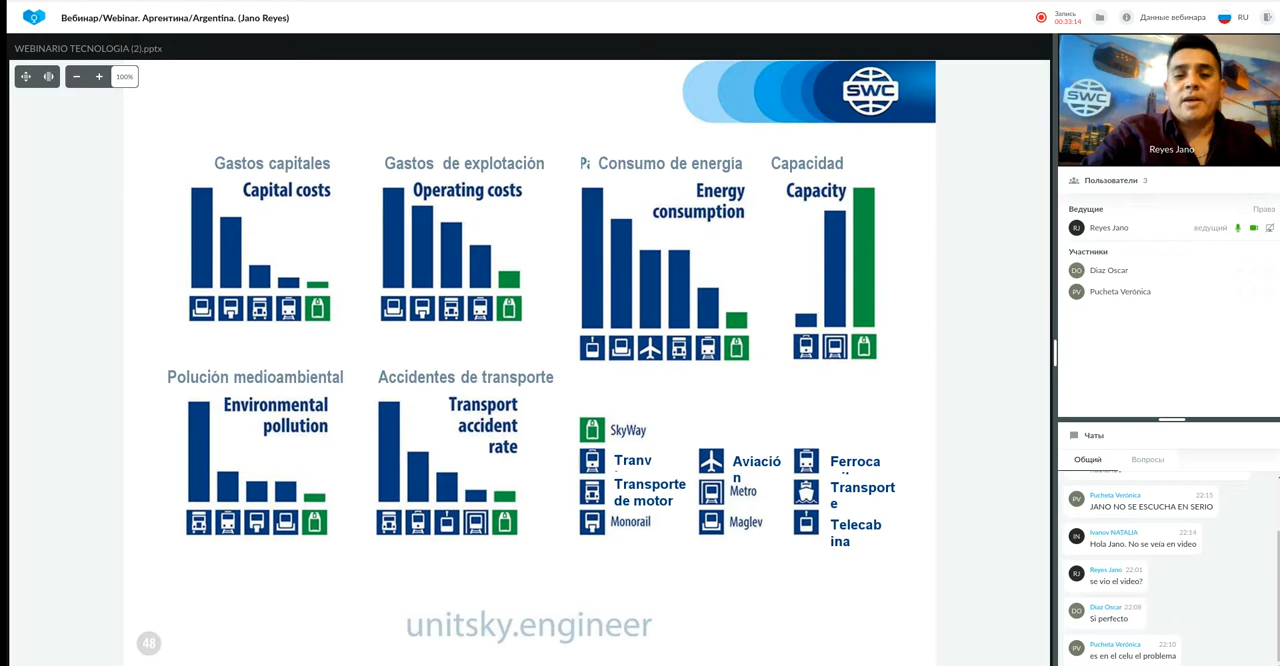 Вебинар/Webinar. Аргентина/Argentina. (Jano Reyes)
Запись
00:33:14
Данные вебинара
RU
WEBINARIO TECNOLOGIA (2).pptx
100%
SWC
Gastos capitales
Capital costs
Gastos de explotación
Operating costs
Consumo de energía
Energy
consumption
Capacidad
Capacity
Polución medioambiental
Environmental
pollution
Accidentes de transporte
Transport
accident
rate
SkyWay
Tranv
Transporte
de motor
Monorail
Aviació
n
Metro
Maglev
Ferroca
Transport
e
Telecab
ina
unitsky.engineer
48
SWC
Reyes Jano
Пользователи 3
Ведущие
Права
RJ
Reyes Jano
ведущий
Участники
DO
Diaz Oscar
PV
Pucheta Verónica
Чаты
Общий
Вопросы
PV
Pucheta Verónica 22:15
JANO NO SE ESCUCHA EN SERIO
IN
Ivanov NATALIA 22:14
Hola Jano. No se veía en video
RJ
Reyes Jano 22:01
se vio el video?
DO
Diaz Oscar 22:08
Si perfecto
PV
Pucheta Verónica 22:10
es en el celu el problema